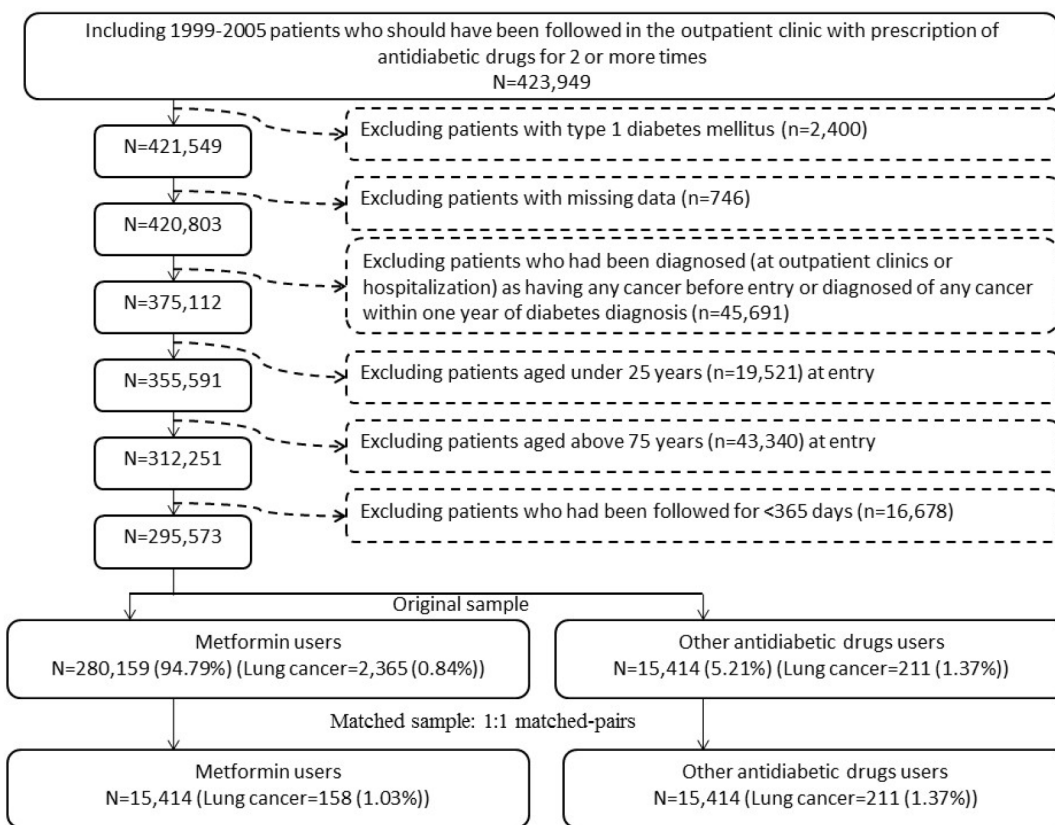 Including 1999-2005 patients who should have been followed in the outpatient clinic with prescription of
antidiabetic drugs for 2 or more times
N=423,949
Excluding patients with type 1 diabetes mellitus (n=2,400)
N=421,549
Excluding patients with missing data (n=746)
N=420,803
Excluding patients who had been diagnosed (at outpatient clinics or
hospitalization) as having any cancer before entry or diagnosed of any cancer
within one year of diabetes diagnosis (n=45,691)
N=375,112
Excluding patients aged under 25 years (n=19,521) at entry
N=355,591
Excluding patients aged above 75 years (n=43,340) at entry
N=312,251
Excluding patients who had been followed for <365 days (n=16,678)
N=295,573
Original sample
Metformin users
N=280,159 (94.79%) (Lung cancer=2,365 (0.84%))
Other antidiabetic drugs users
N=15,414 (5.21%) (Lung cancer=211 (1.37%))
Matched sample: 1:1 matched-pairs
Metformin users
N=15,414 (Lung cancer=158 (1.03%))
Other antidiabetic drugs users
N=15,414 (Lung cancer=211 (1.37%))